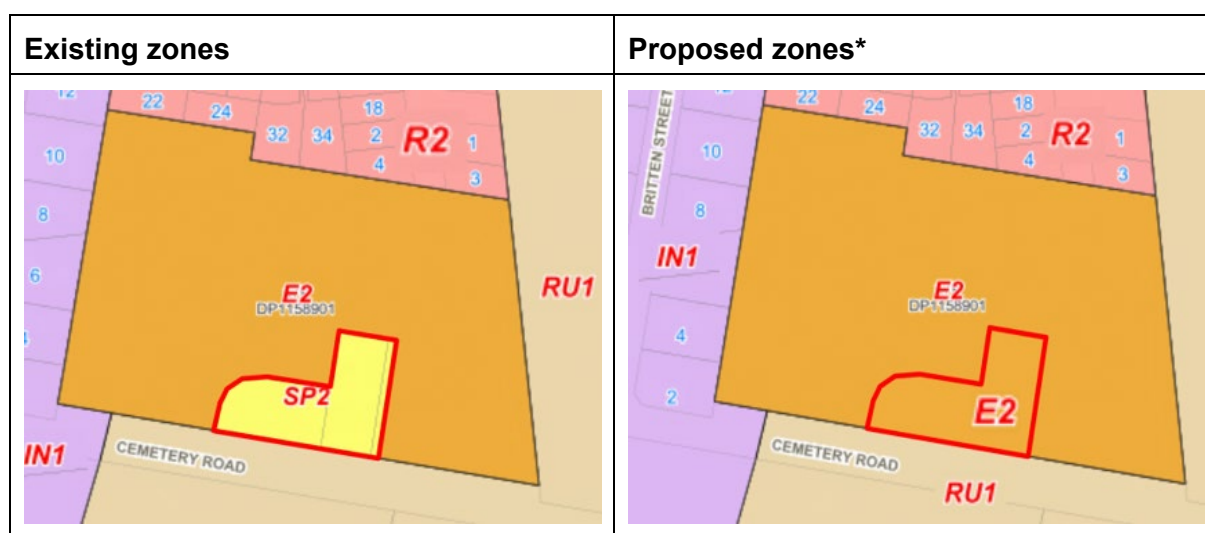 Existing zones
Proposed zones*
22
24
18
32
34
2
R2
1
10
4
3
8
6
E2
DP1158901
RU1
SP2
IN1
CEMETERY ROAD
22
24
18
BRITTEN STREET
10
32
34
2
R2
1
4
3
8
IN1
E2
DP1158901
4
2
E2
CEMETERY ROAD
RU1